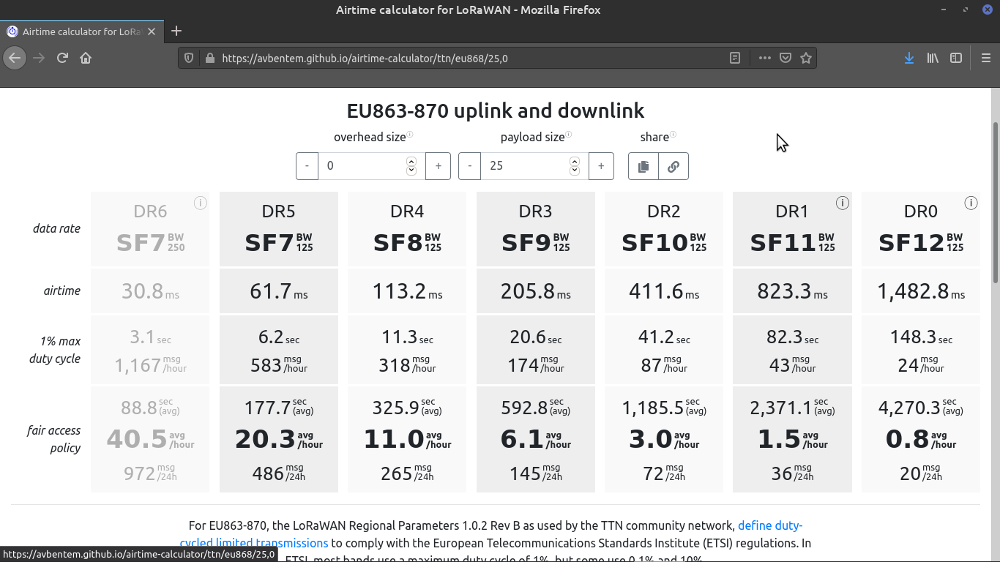 Airtime calculator for LoRaWAN - Mozilla Firefox
Airtime calculator for LoRa
https://avbentem.github.io/airtime-calculator/ttn/eu868/25,0
EU863-870 uplink and downlink
overhead size payload size share
- 0 + - 25 +
data rate
DR6 DR5 DR4 DR3 DR2 DR1 DR0
SF7 BW 250 SF7 BW 125 SF8 BW 125 SF9 BW 125 SF10 BW 125 SF11 BW 125 SF12 BW 125
airtime 30.8 ms 61.7 ms 113.2 ms 205.8 ms 411.6 ms 823.3 ms 1,482.8 ms
1% max duty cycle
3.1 sec 6.2 sec 11.3 sec 20.6 sec 41.2 sec 82.3 sec 148.3 sec
1,167 msg /hour 583 msg /hour 318 msg /hour 174 msg /hour 87 msg /hour 43 msg /hour 24 msg /hour
fair access policy
88.8 sec (avg) 177.7 sec (avg) 325.9 sec (avg) 592.8 sec (avg) 1,185.5 sec (avg) 2,371.1 sec (avg) 4,270.3 sec (avg)
40.5 avg /hour 20.3 avg /hour 11.0 avg /hour 6.1 avg /hour 3.0 avg /hour 1.5 avg /hour 0.8 avg /hour
972 msg /24h 486 msg /24h 265 msg /24h 145 msg /24h 72 msg /24h 36 msg /24h 20 msg /24h
For EU863-870, the LoRaWAN Regional Parameters 1.0.2 Rev B as used by the TTN community network, define duty-
cycled limited transmissions to comply with the European Telecommunications Standards Institute (ETSI) regulations. In
ETSI, most bands use a maximum duty cycle of 1%, but some use 0.1% and 10%.
https://avbentem.github.io/airtime-calculator/ttn/eu868/25,0